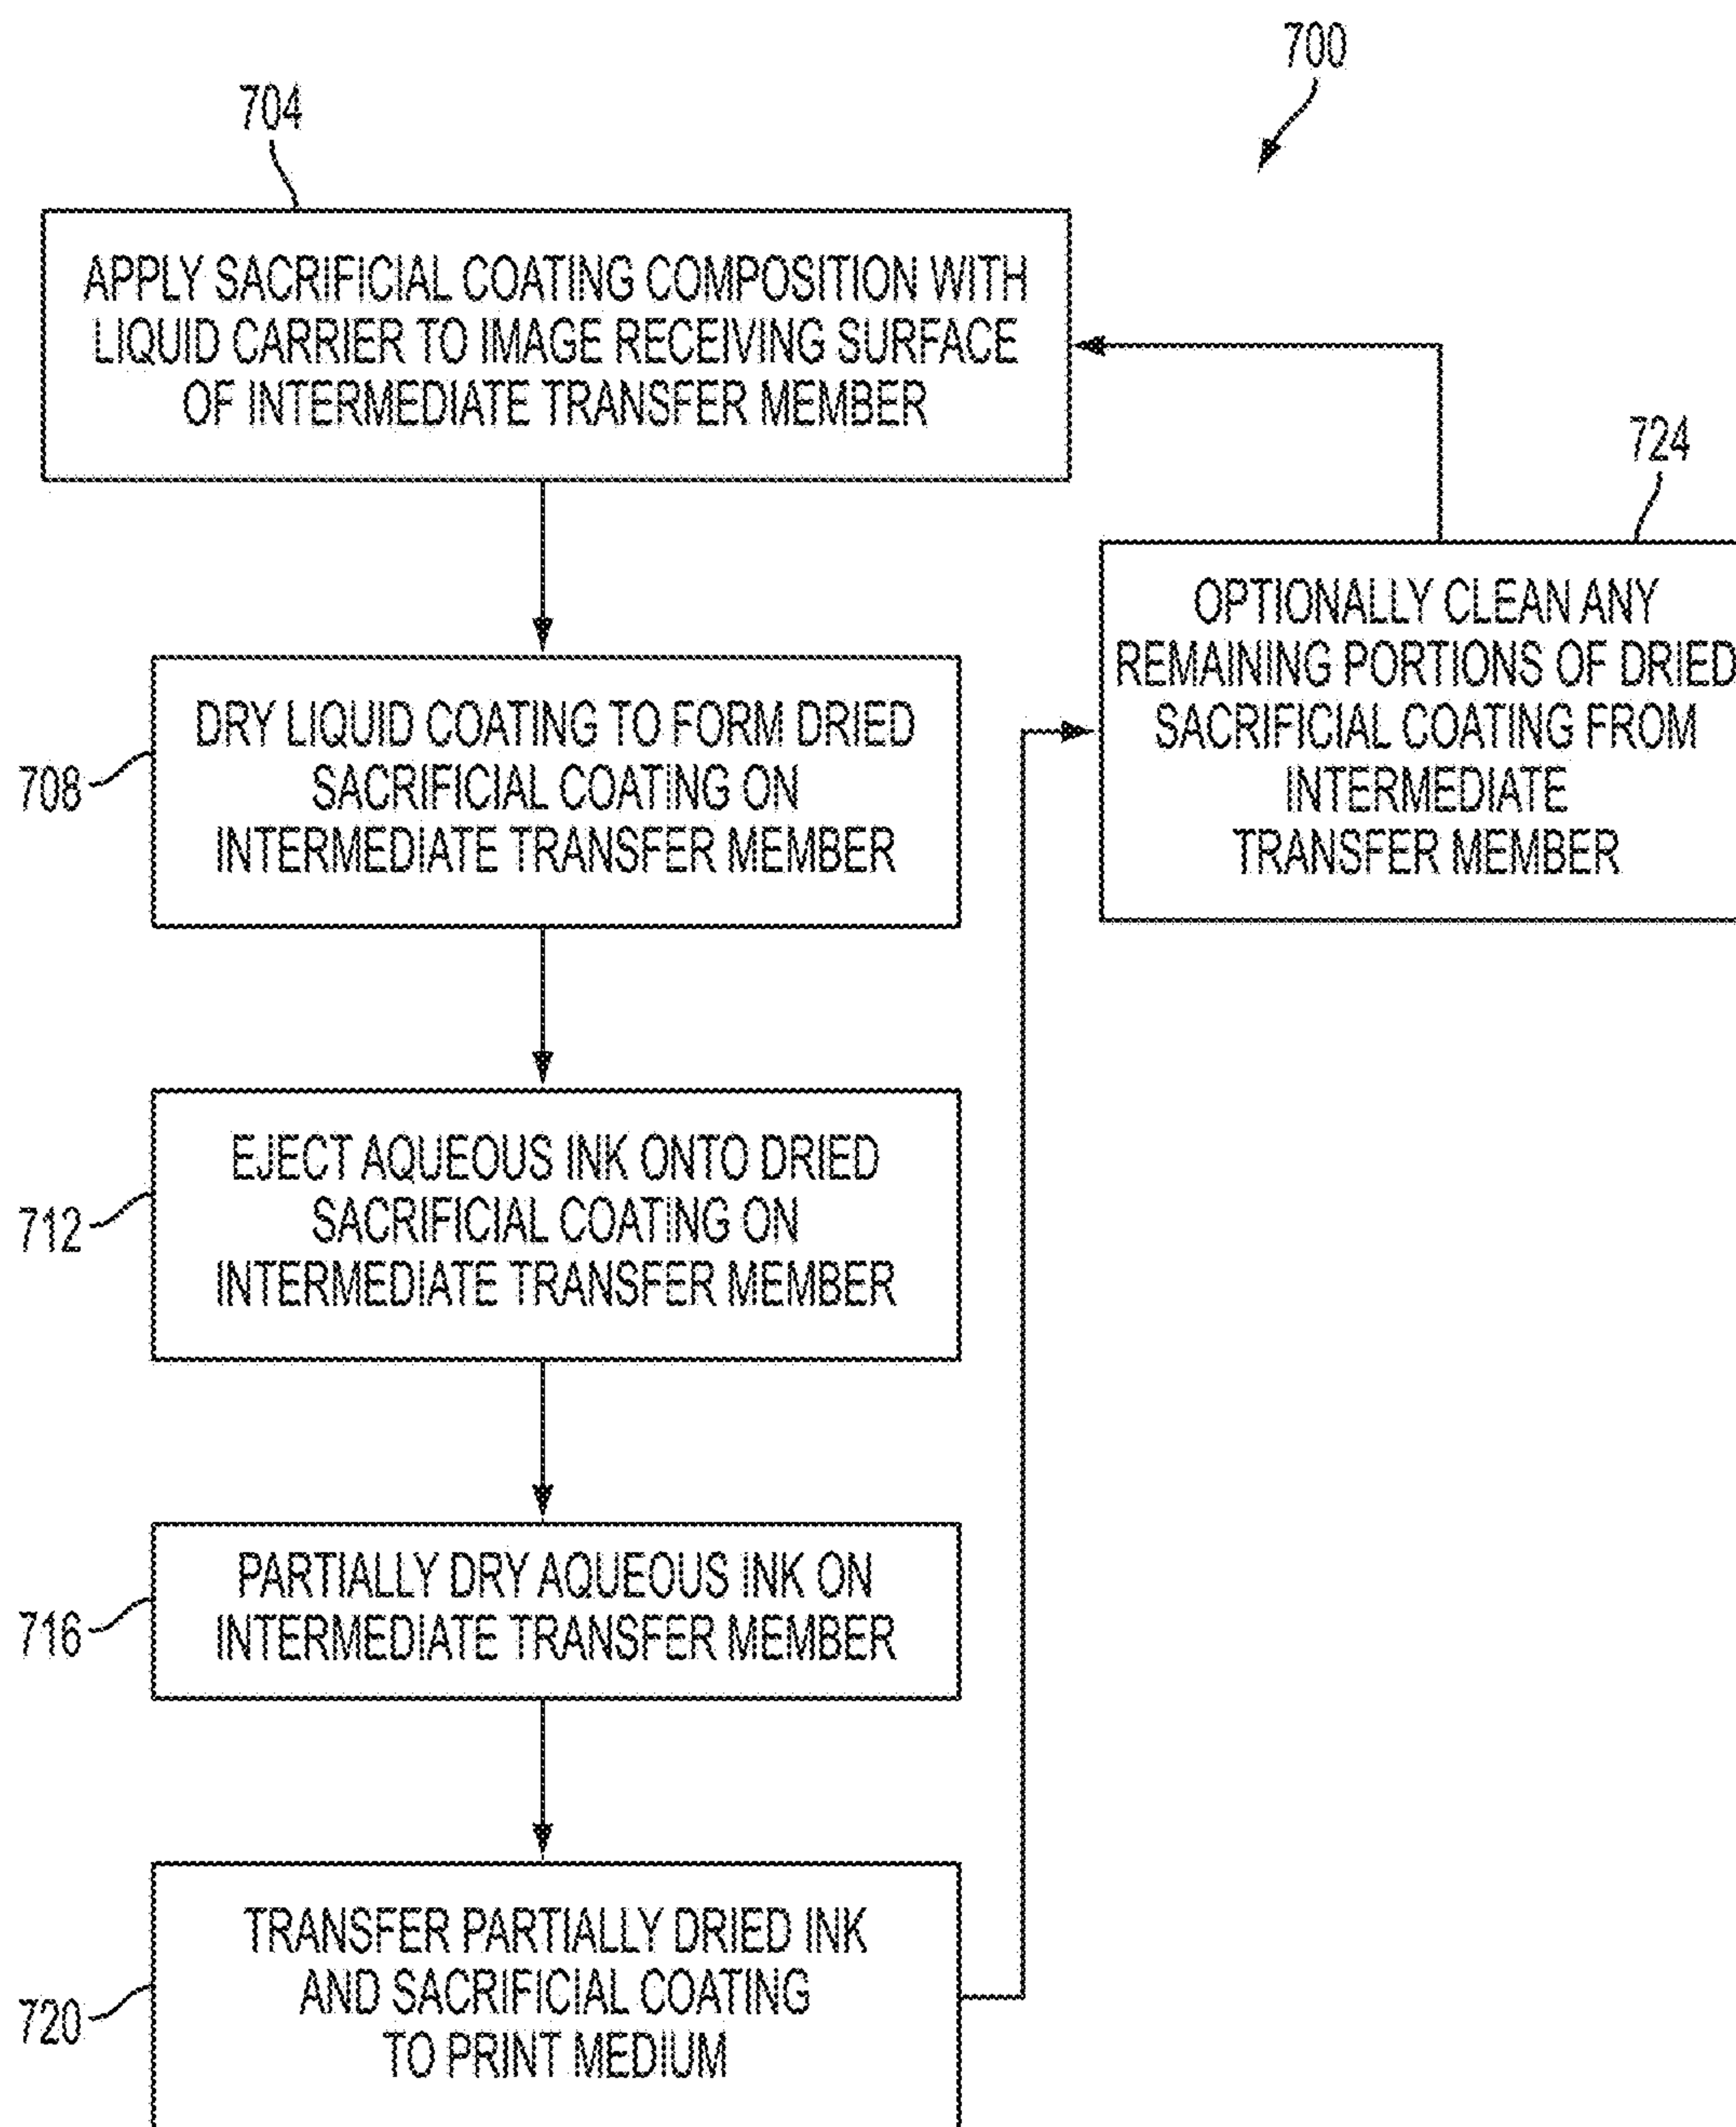 700
704
APPLY SACRIFICIAL COATING COMPOSITION WITH
LIQUID CARRIER TO IMAGE RECEIVING SURFACE
OF INTERMEDIATE TRANSFER MEMBER
724
OPTIONALLY CLEAN ANY
REMAINING PORTIONS OF DRIED
SACRIFICIAL COATING FROM
INTERMEDIATE
TRANSFER MEMBER
708
DRY LIQUID COATING TO FORM DRIED
SACRIFICIAL COATING ON
INTERMEDIATE TRANSFER MEMBER
712
EJECT AQUEOUS INK ONTO DRIED
SACRIFICIAL COATING ON
INTERMEDIATE TRANSFER MEMBER
716
PARTIALLY DRY AQUEOUS INK ON
INTERMEDIATE TRANSFER MEMBER
720
TRANSFER PARTIALLY DRIED INK
AND SACRIFICIAL COATING
TO PRINT MEDIUM